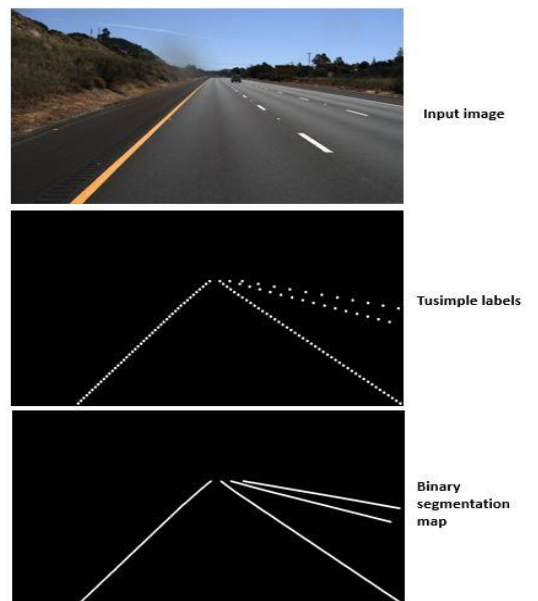 Input image
Tusimple labels
Binary
segmentation
map